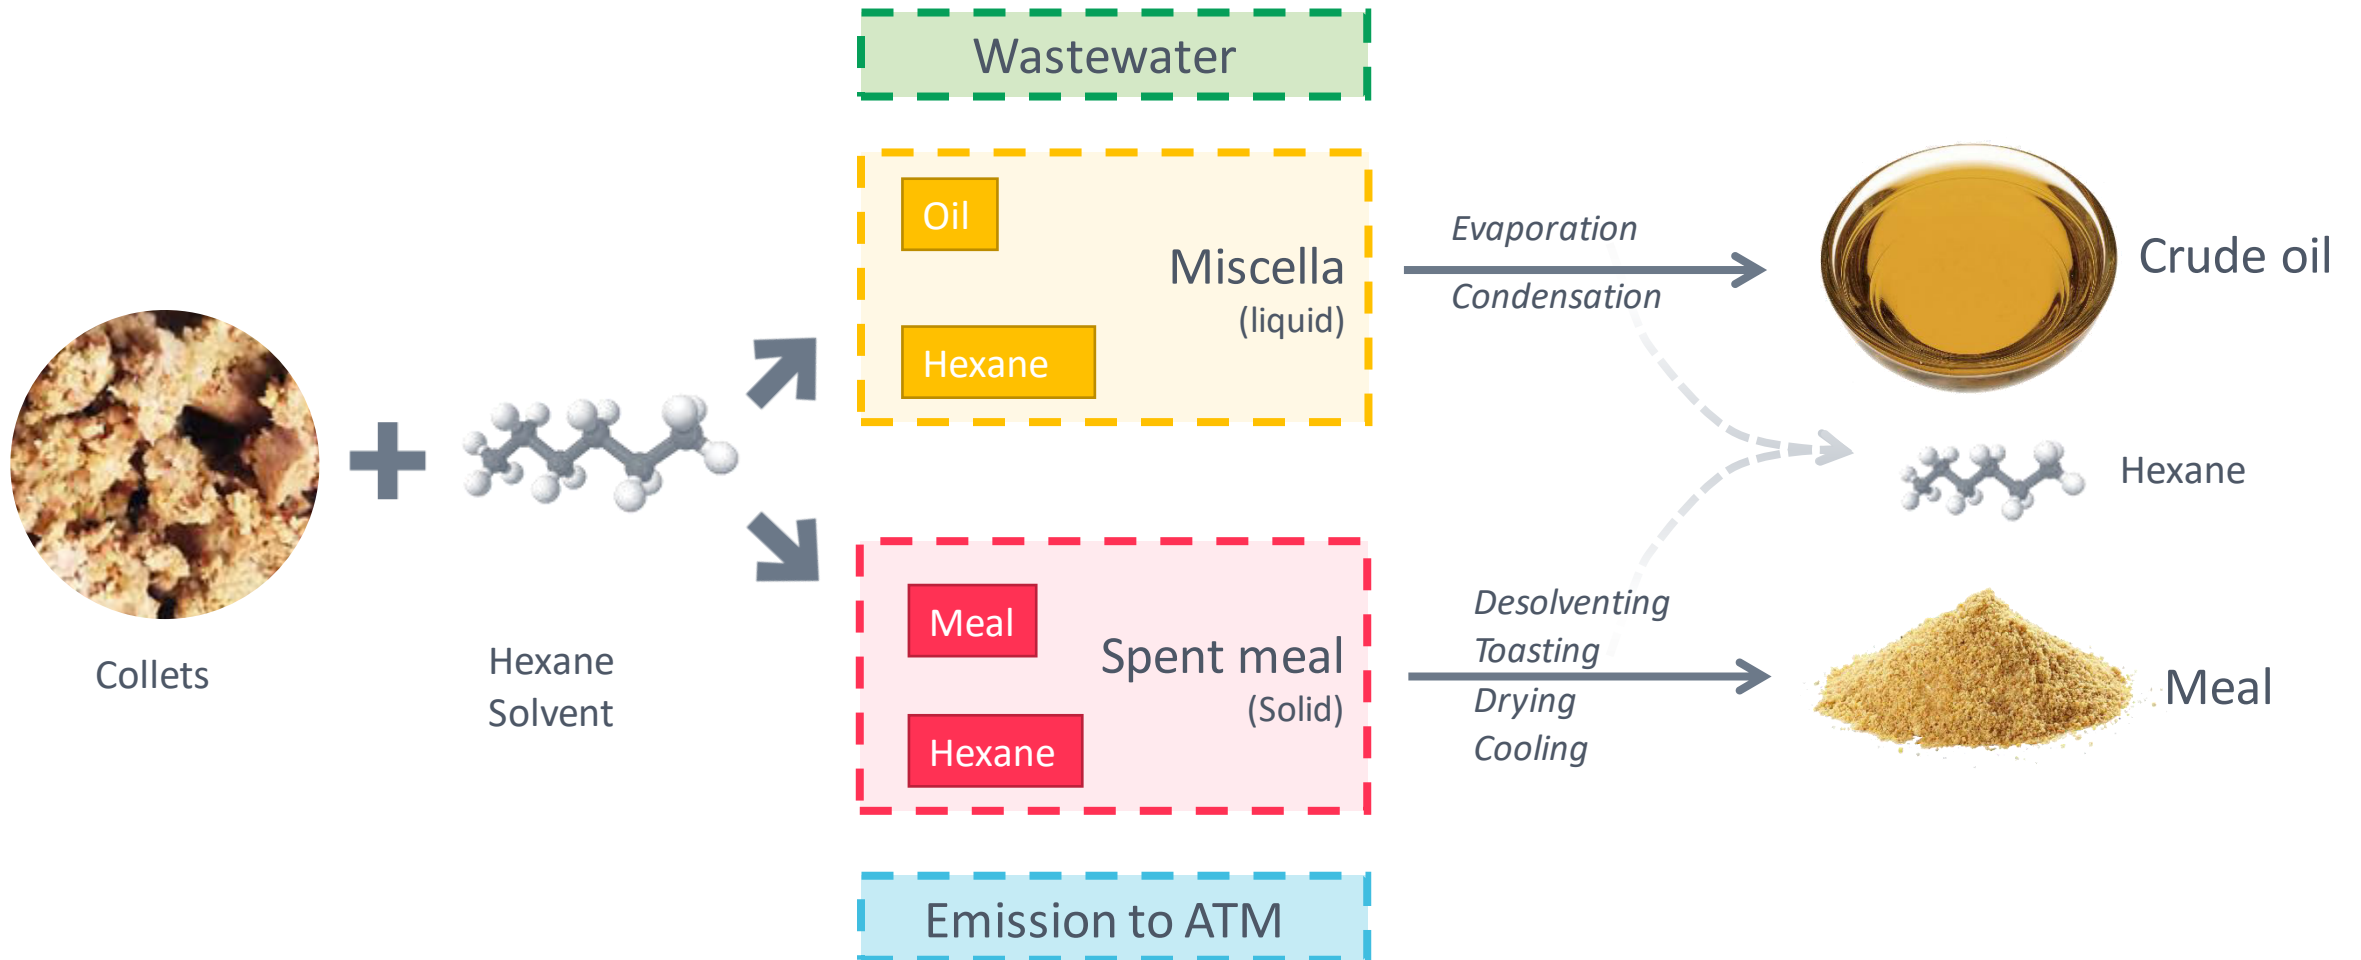 Wastewater
Oil
Miscella
(liquid)
Hexane
Evaporation
Condensation
Crude oil
Collets
Hexane
Solvent
Hexane
Meal
Spent meal
(Solid)
Hexane
Desolventing
Toasting
Drying
Cooling
Meal
Emission to ATM